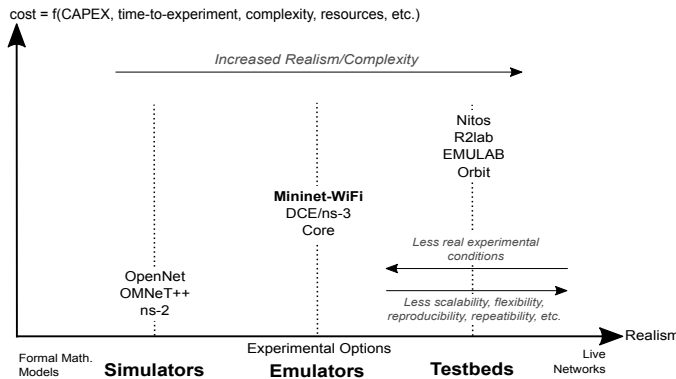 cost = f(CAPEX, time-to-experiment, complexity, resources, etc.)
Increased Realism/Complexity
Nitos
R2lab
EMULAB
Orbit
Mininet-WiFi
DCE/ns-3
Core
Less real experimental
conditions
OpenNet
OMNeT++
ns-2
Less scalability, flexibility,
reproducibility, repeatibility, etc.
Realism
Experimental Options
Formal Math.
Models
Simulators
Emulators
Testbeds
Live
Networks